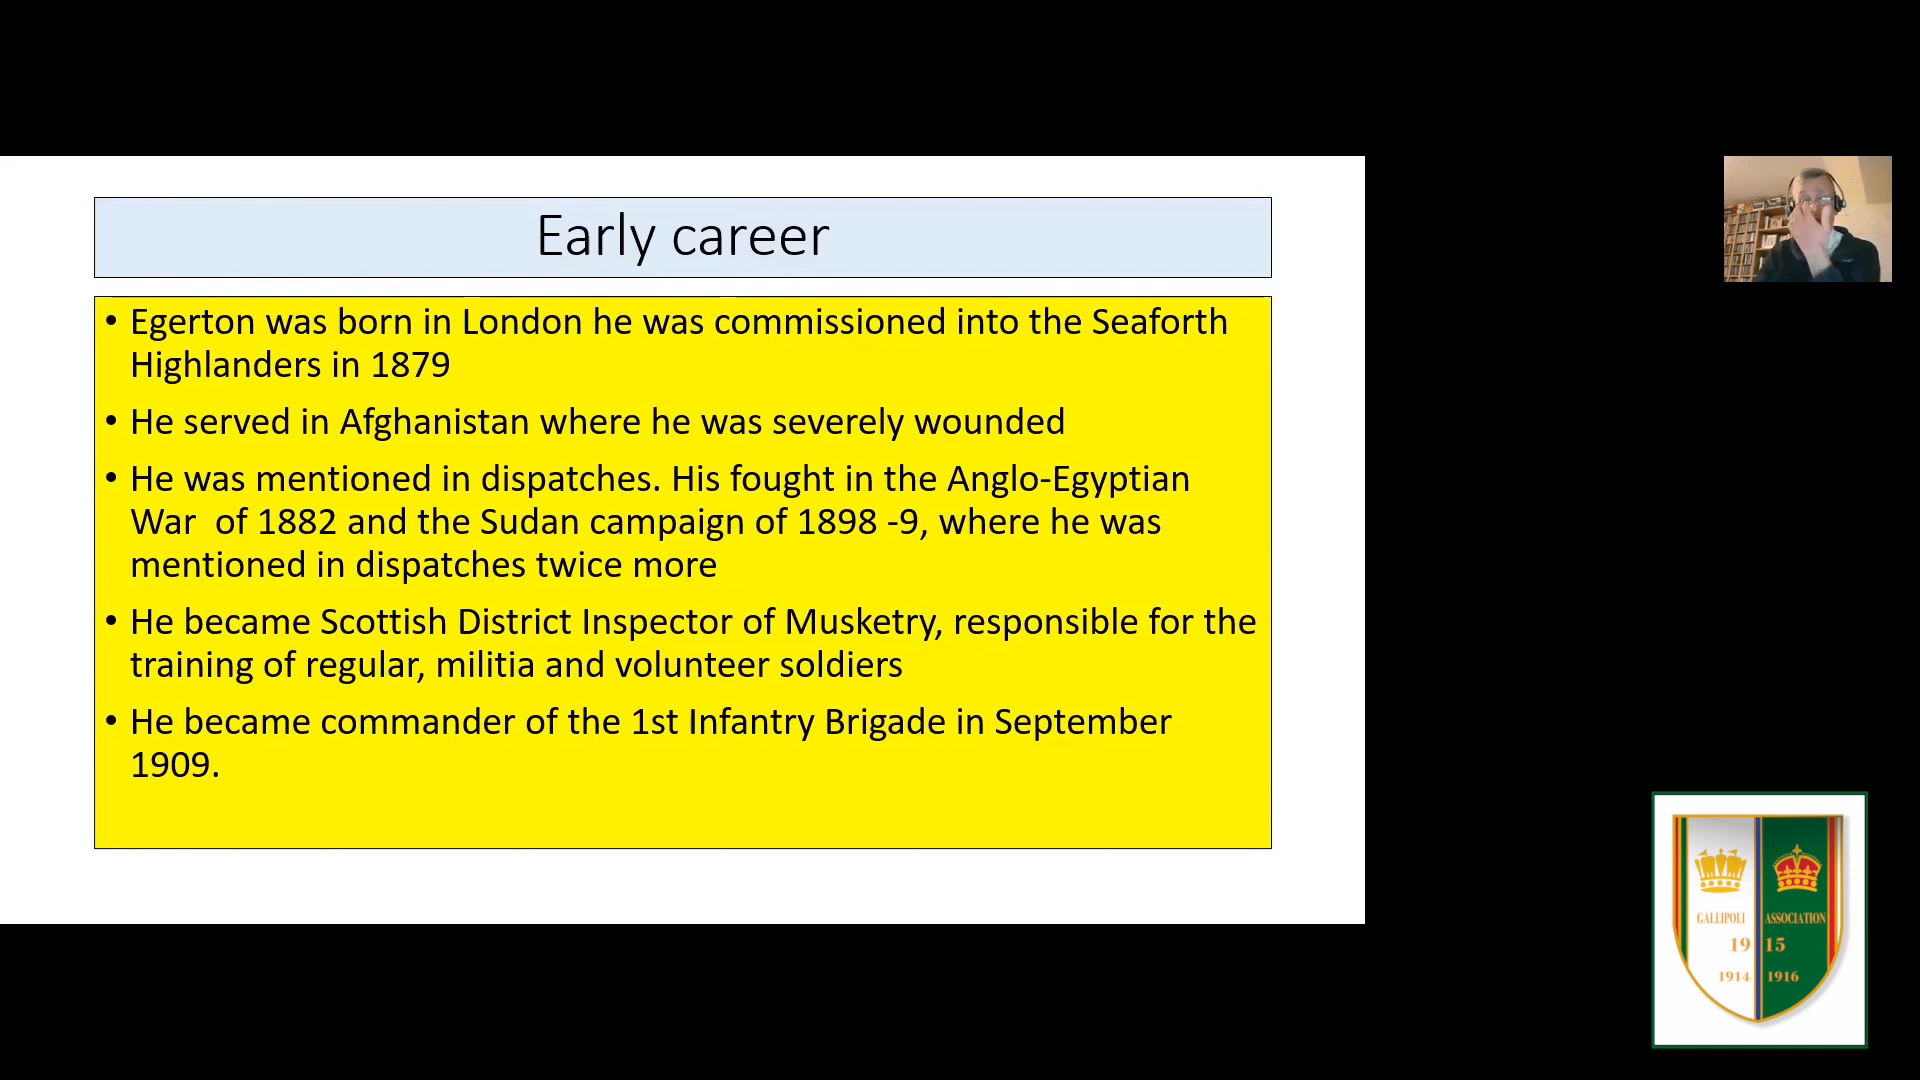 Early career
• Egerton was born in London he was commissioned into the Seaforth
Highlanders in 1879
• He served in Afghanistan where he was severely wounded
• He was mentioned in dispatches. His fought in the Anglo-Egyptian
War  of 1882 and the Sudan campaign of 1898 -9, where he was
mentioned in dispatches twice more
• He became Scottish District Inspector of Musketry, responsible for the
training of regular, militia and volunteer soldiers
• He became commander of the 1st Infantry Brigade in September
1909.
GALLIPOLI ASSOCIATION
19 15
1914 1916